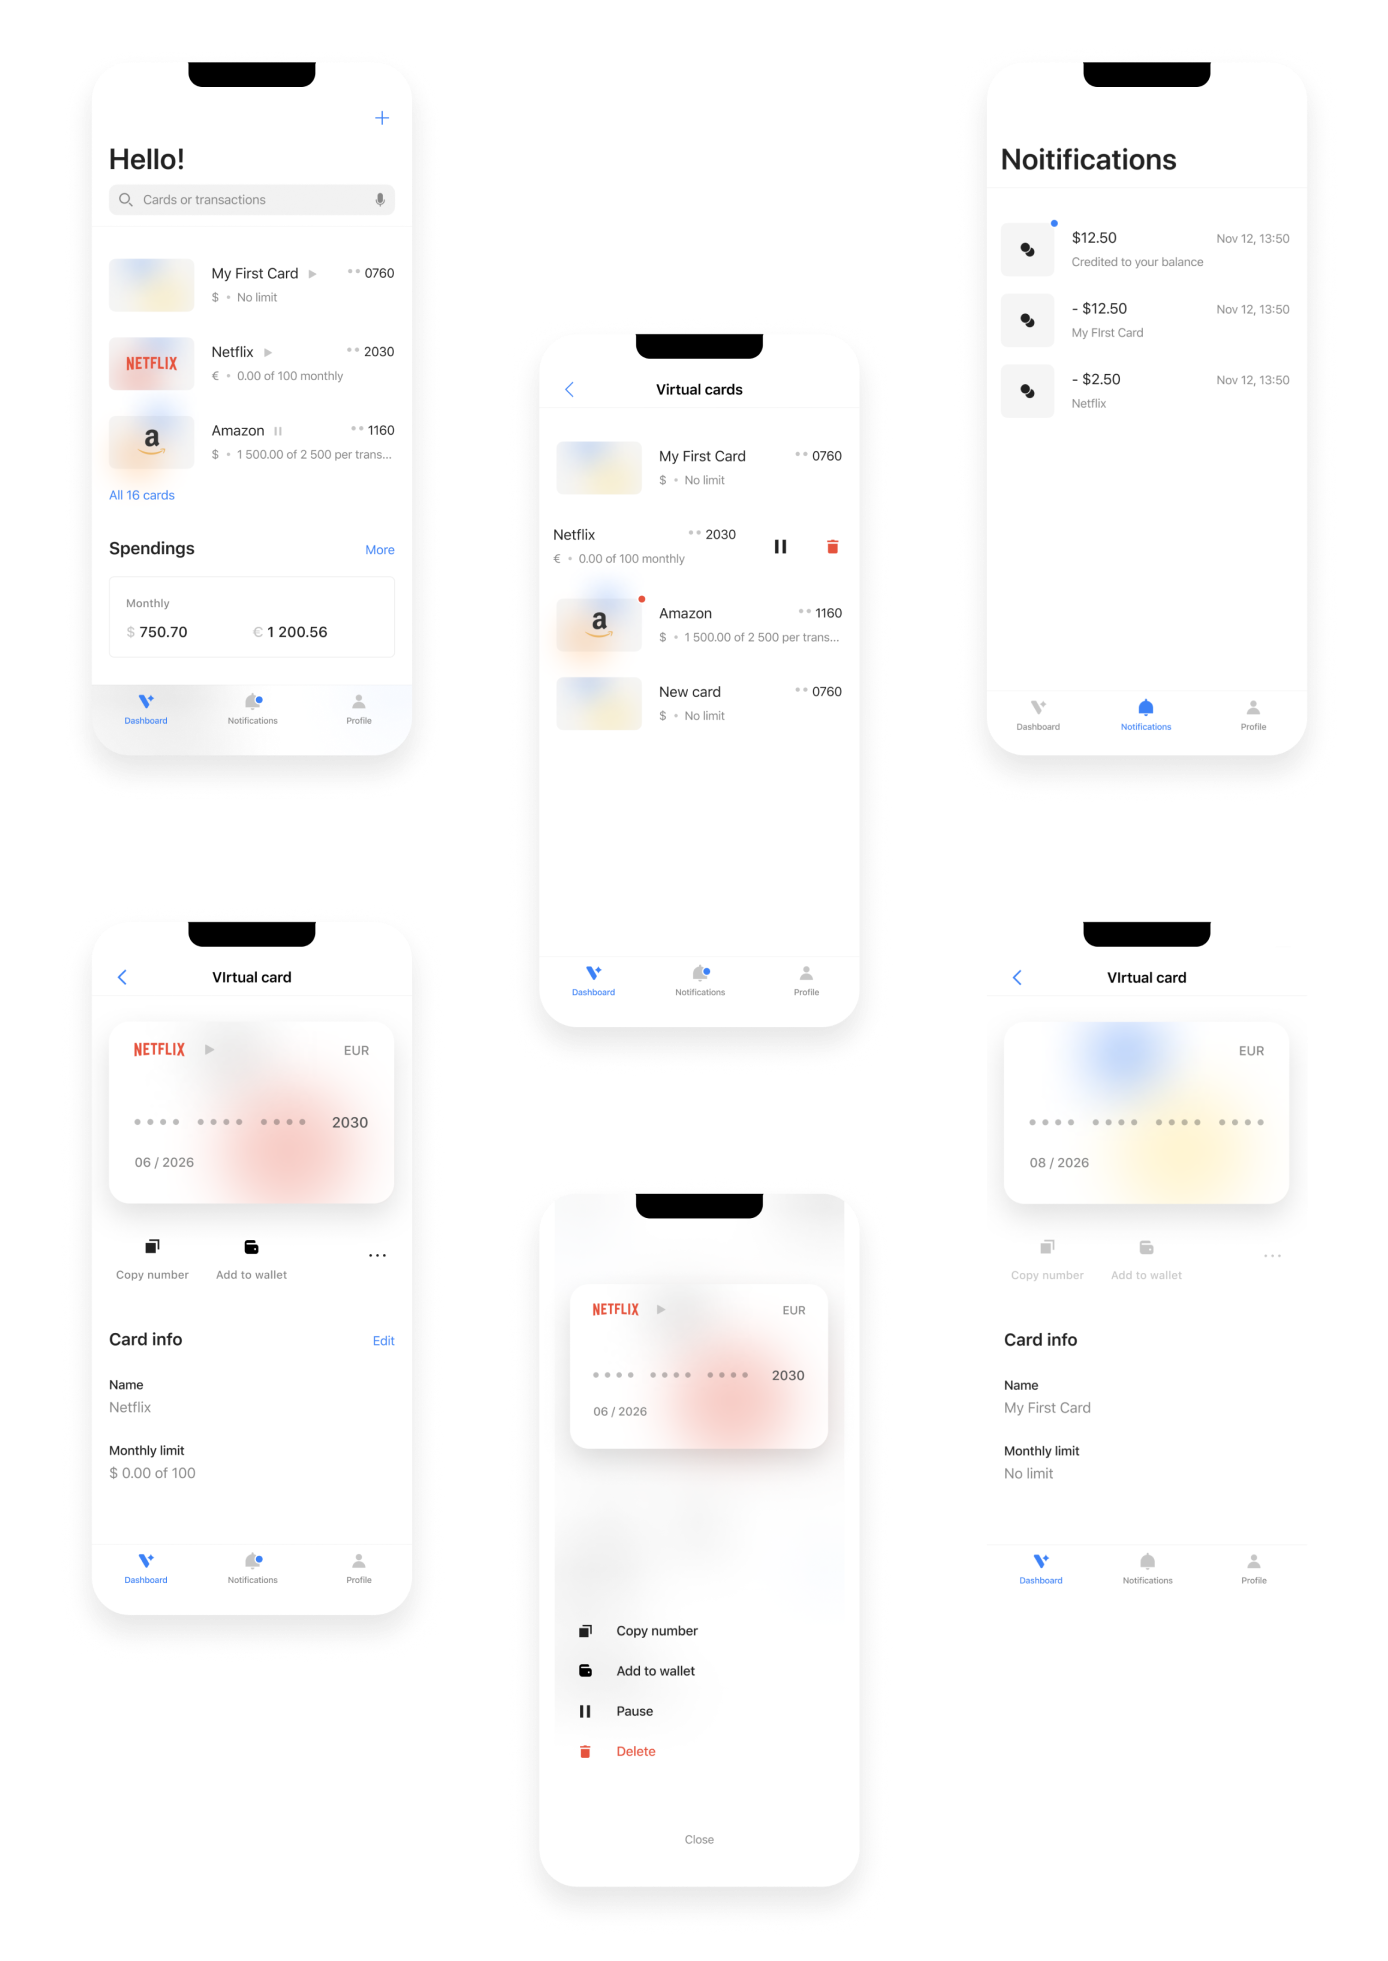 Hello!
Cards or transactions
My First Card •• 0760
$ • No limit
NETFLIX
Netflix •• 2030
€ • 0.00 of 100 monthly
a
Amazon •• 1160
$ • 1 500.00 of 2 500 per trans...
All 16 cards
Spendings More
Monthly
$ 750.70 € 1 200.56
Dashboard Notifications Profile
Virtual cards
My First Card •• 0760
$ • No limit
Netflix •• 2030
€ • 0.00 of 100 monthly
a
Amazon •• 1160
$ • 1 500.00 of 2 500 per trans...
New card •• 0760
$ • No limit
Dashboard Notifications Profile
Noitifications
$12.50 Nov 12, 13:50
Credited to your balance
- $12.50 Nov 12, 13:50
My FIrst Card
- $2.50 Nov 12, 13:50
Netflix
Dashboard Notifications Profile
VIrtual card
NETFLIX EUR
•••• •••• •••• 2030
06 / 2026
Copy number Add to wallet ...
Card info Edit
Name
Netflix
Monthly limit
$ 0.00 of 100
Dashboard Notifications Profile
NETFLIX EUR
•••• •••• •••• 2030
06 / 2026
Copy number
Add to wallet
Pause
Delete
Close
VIrtual card
EUR
•••• •••• •••• ••••
08 / 2026
Copy number Add to wallet ...
Card info
Name
My First Card
Monthly limit
No limit
Dashboard Notifications Profile